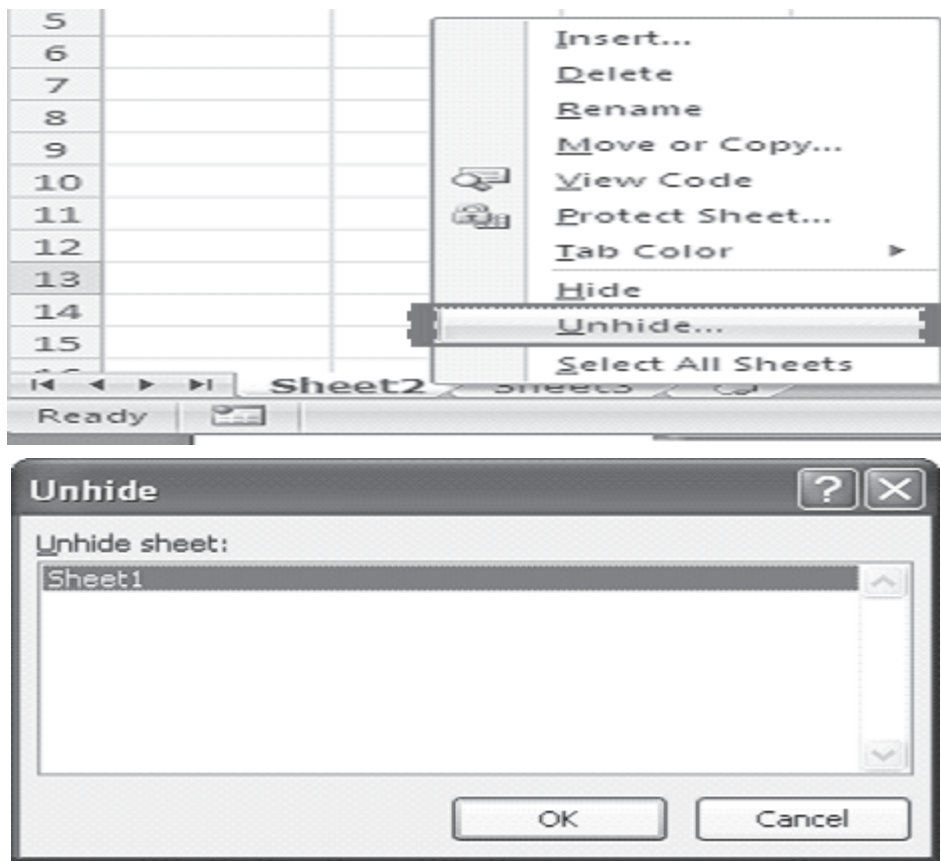 5
6
7
8
9
10
11
12
13
14
15
Insert...
Delete
Rename
Move or Copy...
View Code
Protect Sheet...
Tab Color
Hide
Unhide...
Select All Sheets
Sheet2 Sheet3
Ready
Unhide
Unhide sheet:
Sheet1
OK Cancel